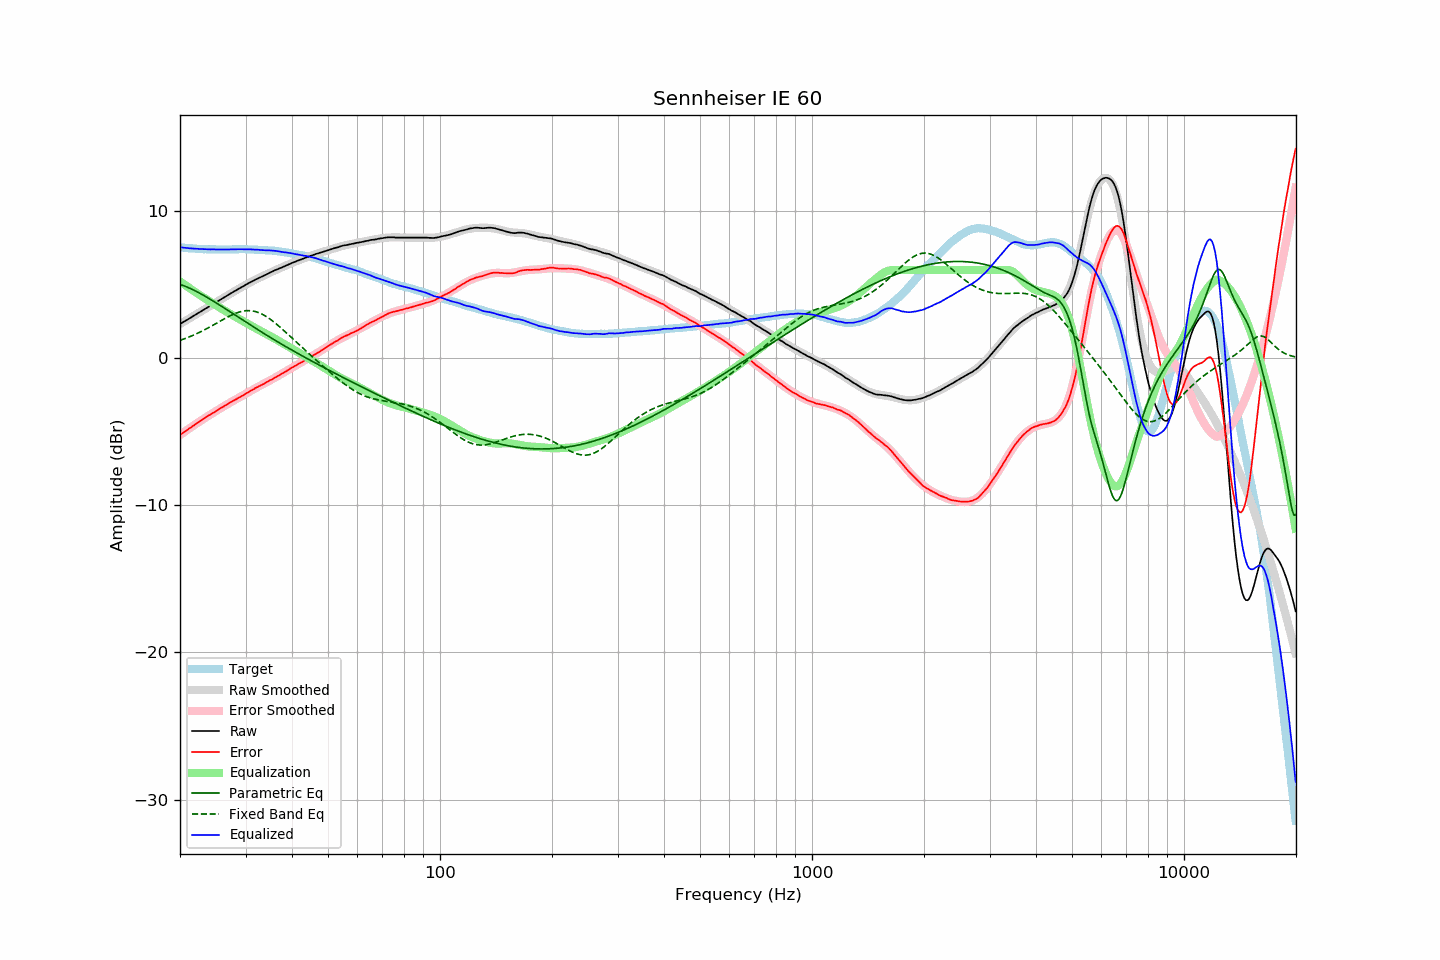 Sennheiser IE 60
Amplitude (dBr)
10
0
−10
−20
−30
Target
Raw Smoothed
Error Smoothed
Raw
Error
Equalization
Parametric Eq
Fixed Band Eq
Equalized
100
1000
10000
Frequency (Hz)